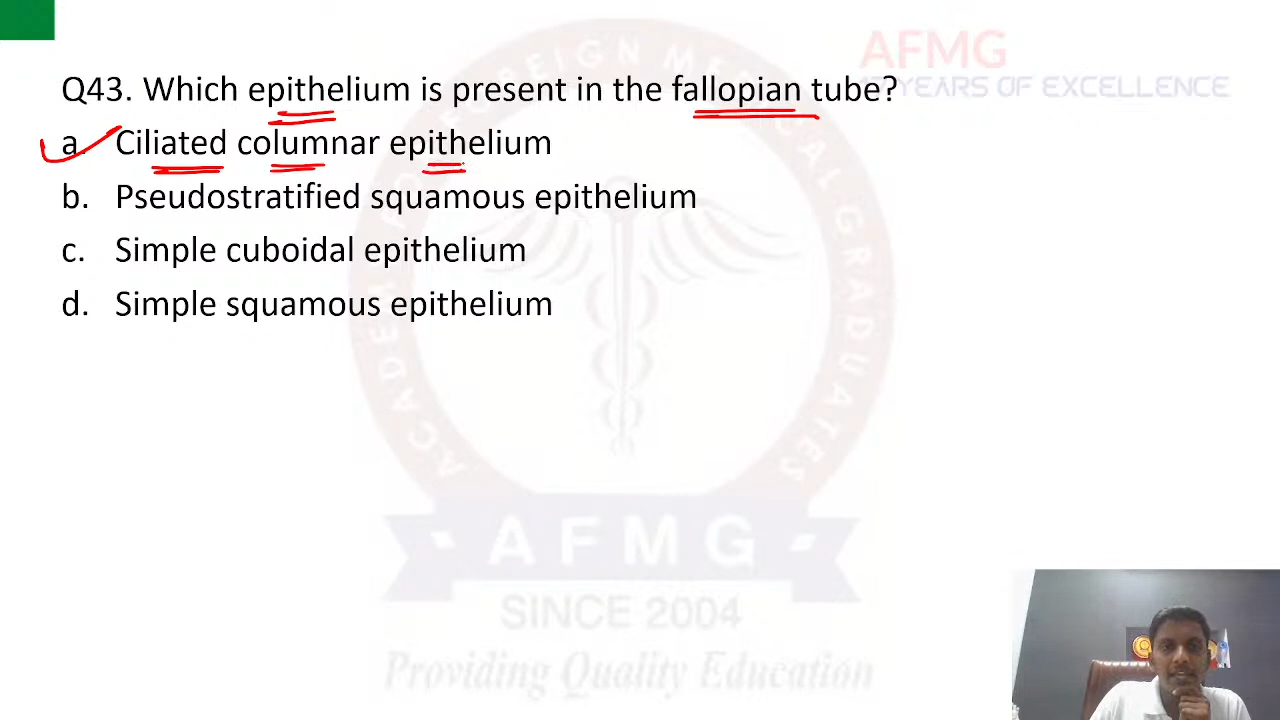 AFMG
YEARS OF EXCELLENCE
Q43. Which epithelium is present in the fallopian tube?
a. Ciliated columnar epithelium
b. Pseudostratified squamous epithelium
c. Simple cuboidal epithelium
d. Simple squamous epithelium
AFMG
SINCE 2004
Providing Quality Education